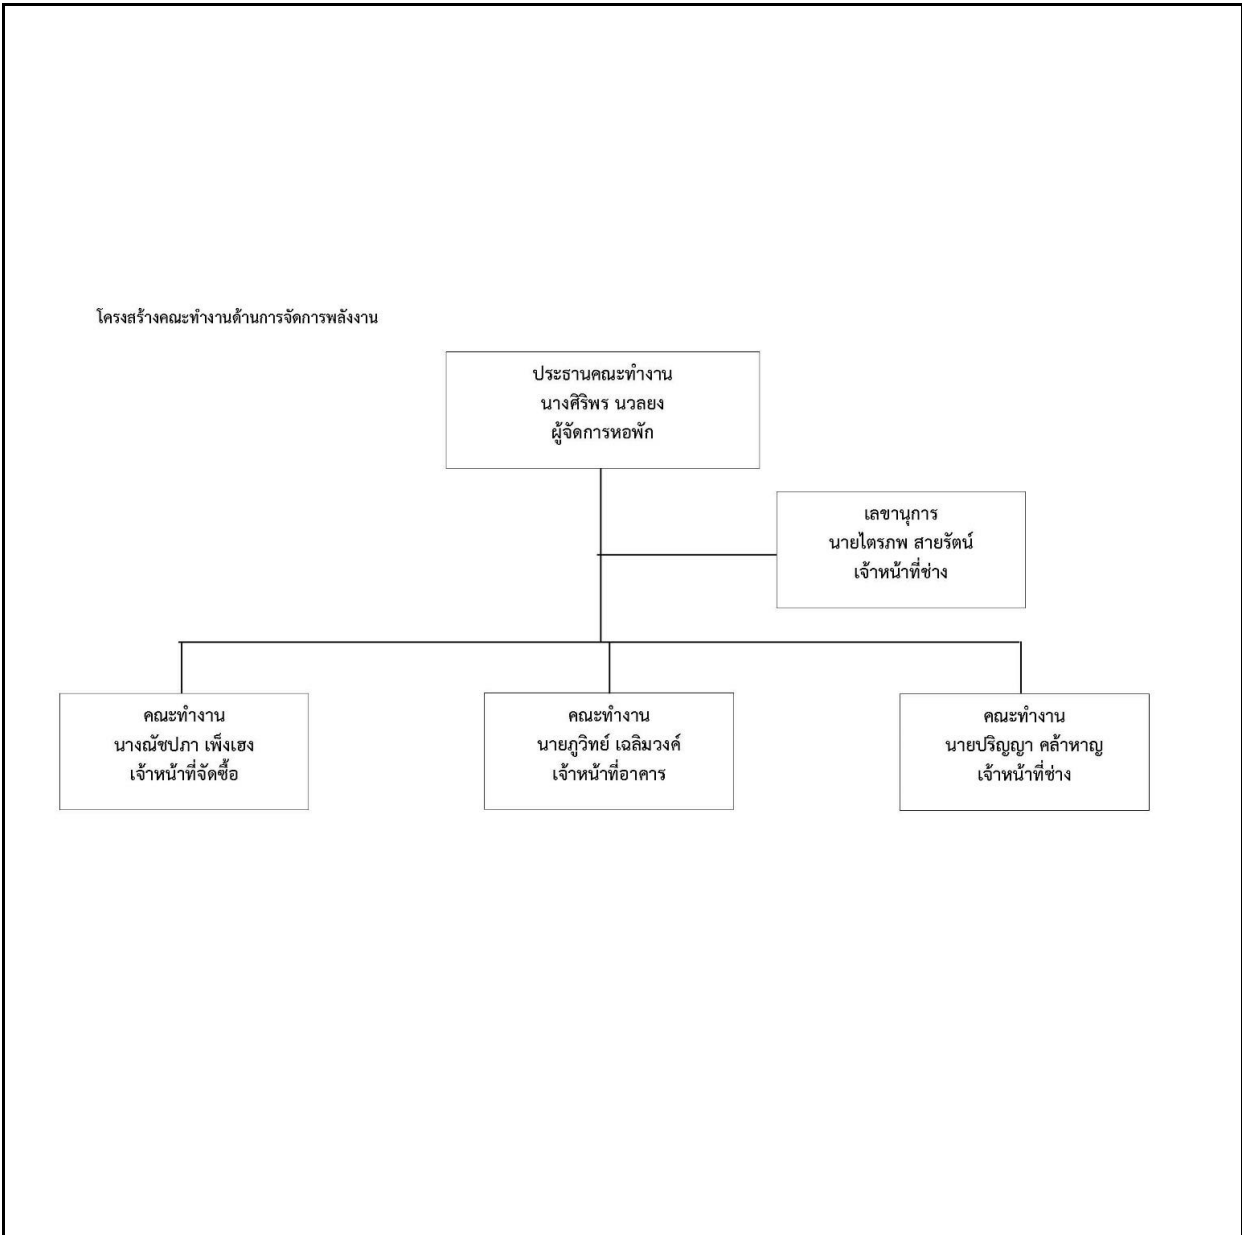 โครงสร้างคณะทำงานด้านการจัดการพลังงาน
ประธานคณะทำงาน
นางศิริพร นวลยง
ผู้จัดการหอพัก
เลขานุการ
นายไตรภพ สายรัตน์
เจ้าหน้าที่ช่าง
คณะทำงาน
นางณัชปภา เพ็งเฮง
เจ้าหน้าที่จัดซื้อ
คณะทำงาน
นายภูวิทย์ เฉลิมวงค์
เจ้าหน้าที่อาคาร
คณะทำงาน
นายปริญญา คล้าหาญ
เจ้าหน้าที่ช่าง